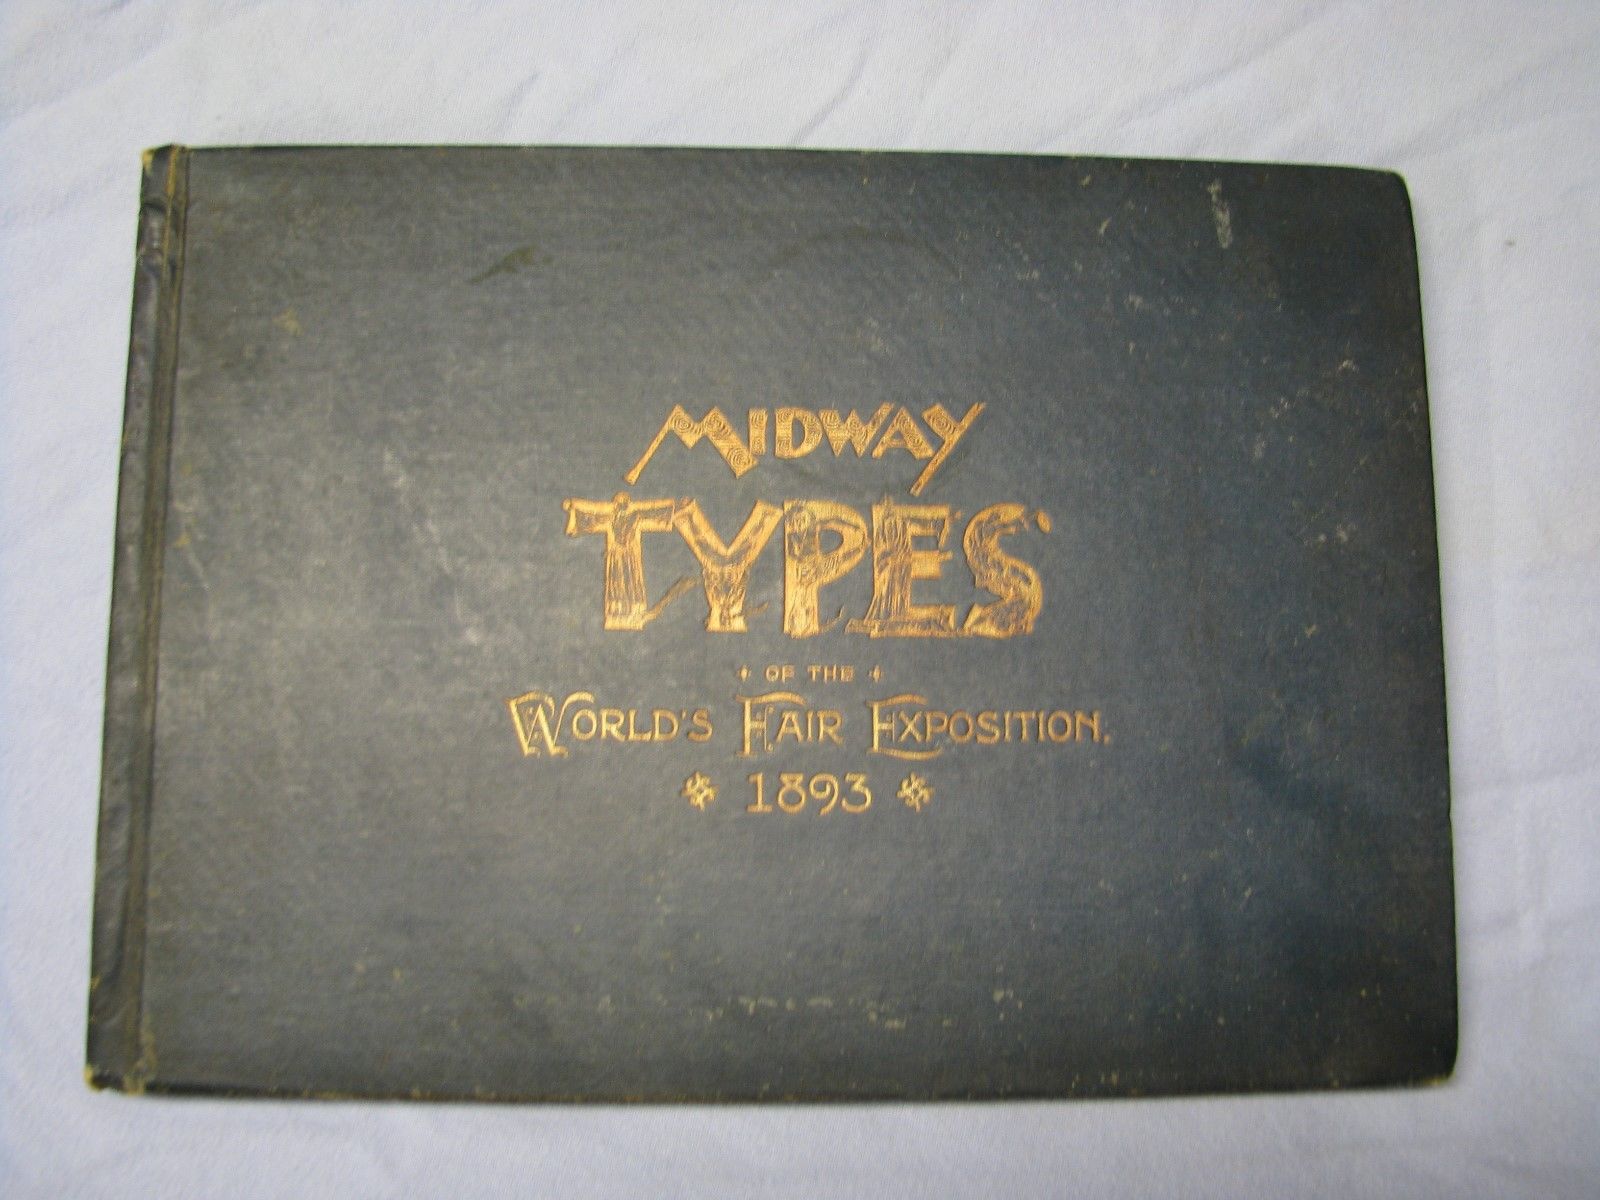 MIDWAY
TYPES
OF THE
WORLD'S FAIR EXPOSITION.
1893